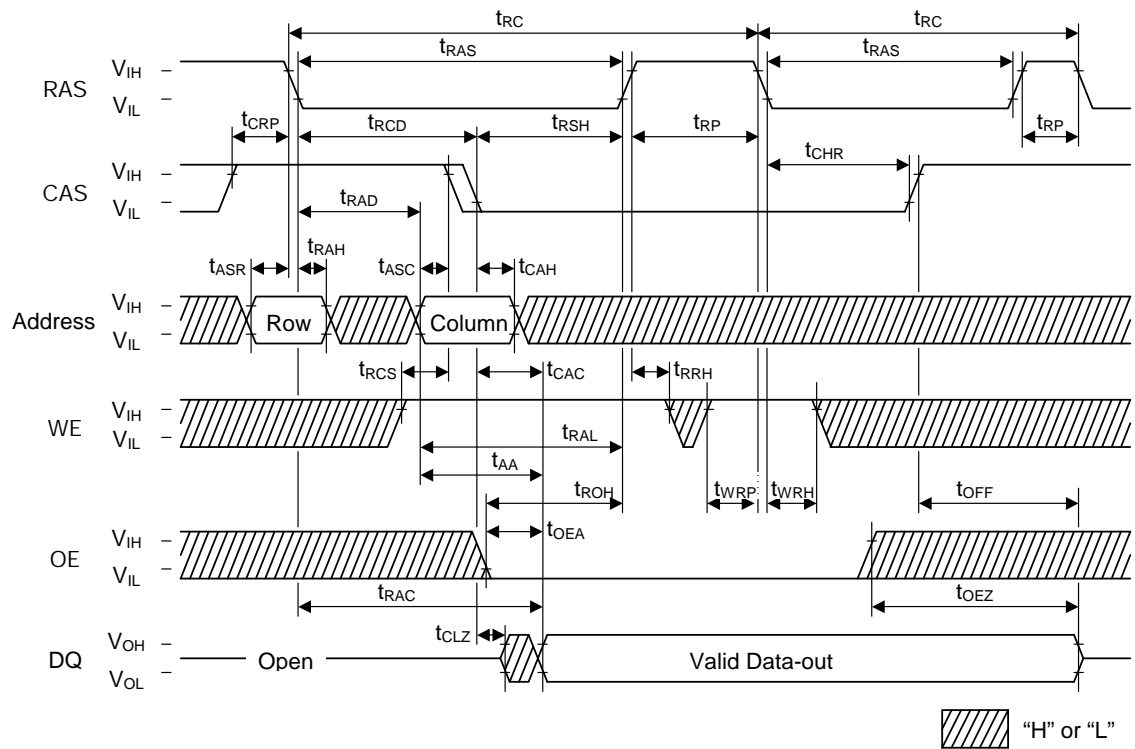 tRC tRC
tRAS tRAS
RAS VIH
VIL
tCRP tRCD tRSH tRP tRP
tCHR
CAS VIH
VIL
tRAD
tASR tRAH tASC tCAH
Address VIH
VIL
Row Column
tRCS tCAC tRRH
WE VIH
VIL
tRAL
tAA
tROH tWRP tWRH tOFF
tOEA
OE VIH
VIL
tRAC tOEZ
tCLZ
DQ VOH
VOL
Open Valid Data-out
“H” or “L”